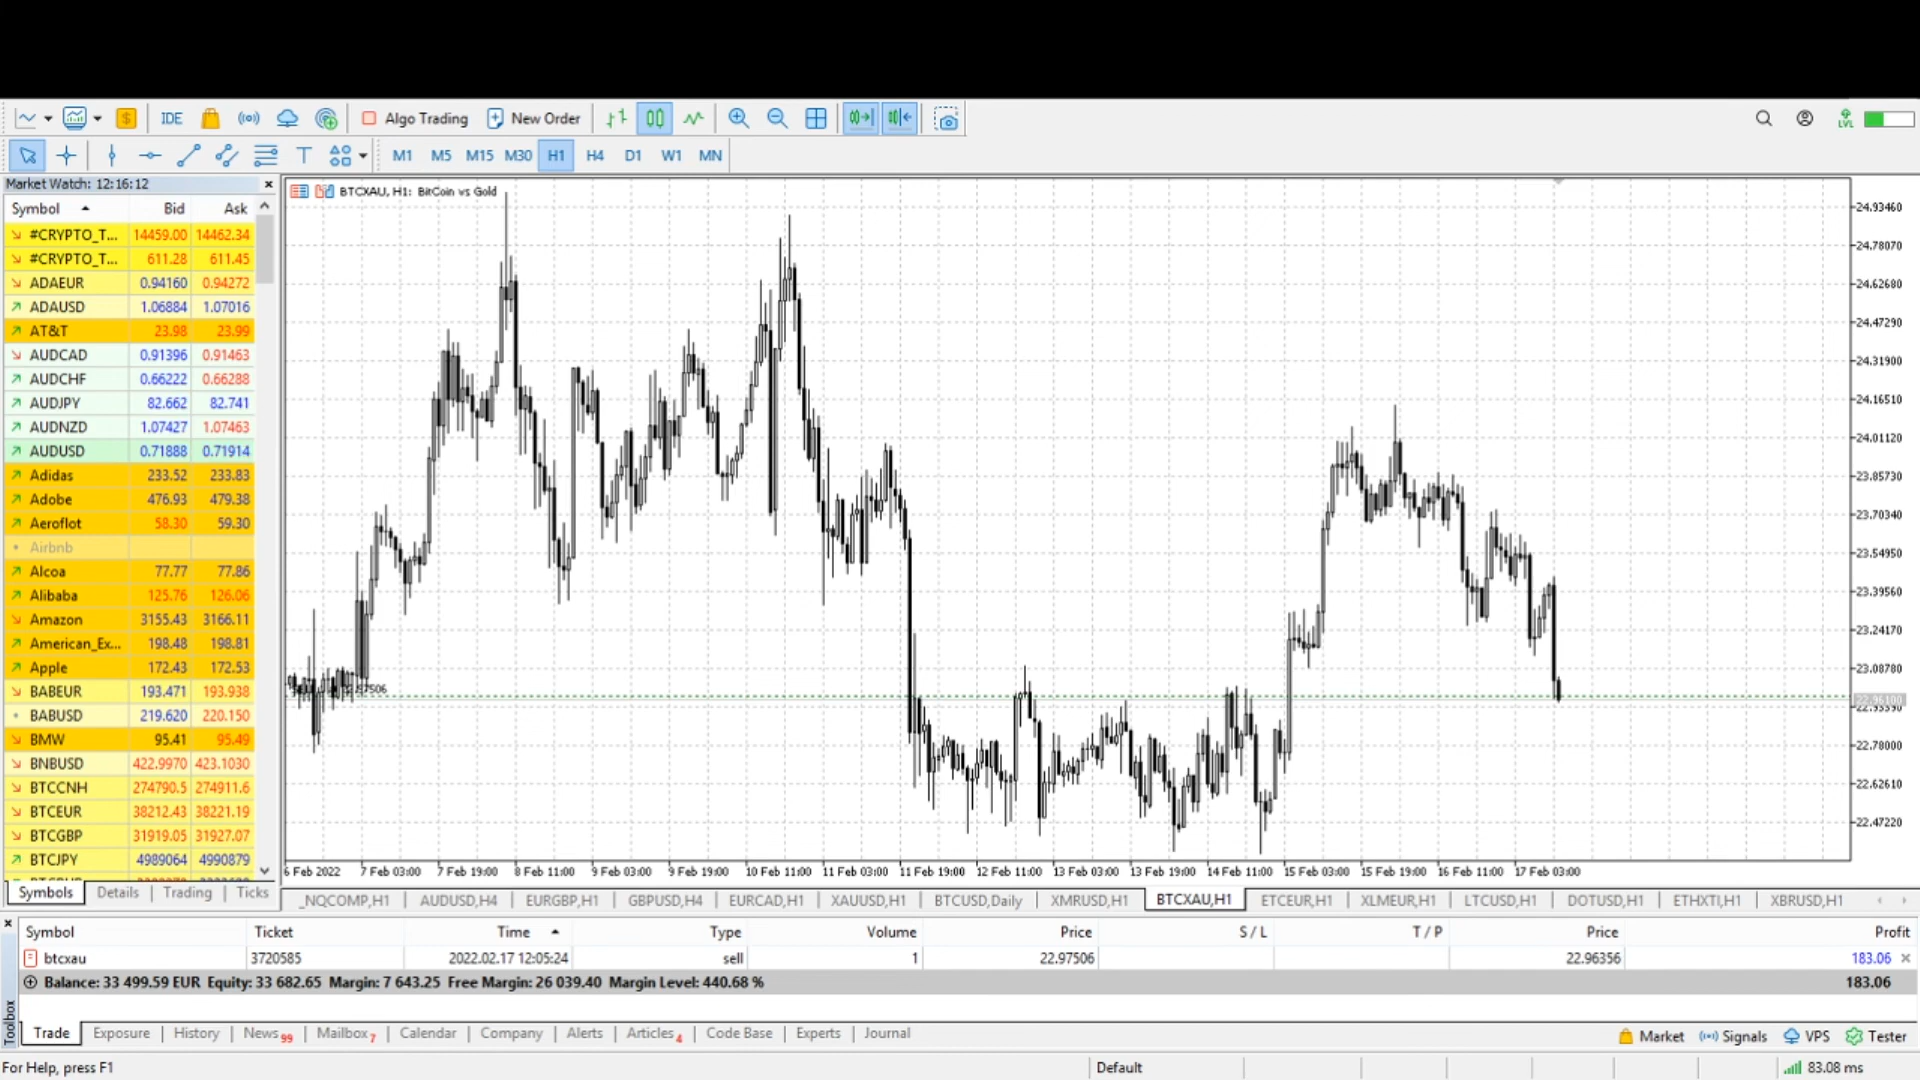 IDE Algo Trading New Order LVL
T M1 M5 M15 M30 H1 H4 D1 W1 MN
Market Watch: 12:16:12
Symbol Bid Ask
#CRYPTO_T... 14459.00 14462.34
#CRYPTO_T... 611.28 611.45
ADAEUR 0.94160 0.94272
ADAUSD 1.06884 1.07016
AT&T 23.98 23.99
AUDCAD 0.91396 0.91463
AUDCHF 0.66222 0.66288
AUDJPY 82.662 82.741
AUDNZD 1.07427 1.07463
AUDUSD 0.71888 0.71914
Adidas 233.52 233.83
Adobe 476.93 479.38
Aeroflot 58.30 59.30
Airbnb
Alcoa 77.77 77.86
Alibaba 125.76 126.06
Amazon 3155.43 3166.11
American_Ex... 198.48 198.81
Apple 172.43 172.53
BABEUR 193.471 193.938
BABUSD 219.620 220.150
BMW 95.41 95.49
BNBUSD 422.9970 423.1030
BTCCNH 274790.5 274911.6
BTCEUR 38212.43 38221.19
BTCGBP 31919.05 31927.07
BTCJPY 4989064 4990879
Symbols Details Trading Ticks
BTCXAU, H1: BitCoin vs Gold
24.93460
24.78070
24.62680
24.47290
24.31900
24.16510
24.01120
23.85730
23.70340
23.54950
23.39560
23.24170
23.08780
22.78000
22.62610
22.47220
6 Feb 2022 7 Feb 03:00 7 Feb 19:00 8 Feb 11:00 9 Feb 03:00 9 Feb 19:00 10 Feb 11:00 11 Feb 03:00 11 Feb 19:00 12 Feb 11:00 13 Feb 03:00 13 Feb 19:00 14 Feb 11:00 15 Feb 03:00 15 Feb 19:00 16 Feb 11:00 17 Feb 03:00
_NQCOMP,H1 AUDUSD,H4 EURGBP,H1 GBPUSD,H4 EURCAD,H1 XAUUSD,H1 BTCUSD,Daily XMRUSD,H1 BTCXAU,H1 ETCEUR,H1 XLMEUR,H1 LTCUSD,H1 DOTUSD,H1 ETHXTI,H1 XBRUSD,H1
Symbol Ticket Time Type Volume Price S / L T / P Price Profit
btcxau 3720585 2022.02.17 12:05:24 sell 1 22.97506 22.96356 183.06
Balance: 33 499.59 EUR Equity: 33 682.65 Margin: 7 643.25 Free Margin: 26 039.40 Margin Level: 440.68 % 183.06
Toolbox
Trade Exposure History News 99 Mailbox 7 Calendar Company Alerts Articles 4 Code Base Experts Journal
Market Signals VPS Tester
For Help, press F1 Default 83.08 ms